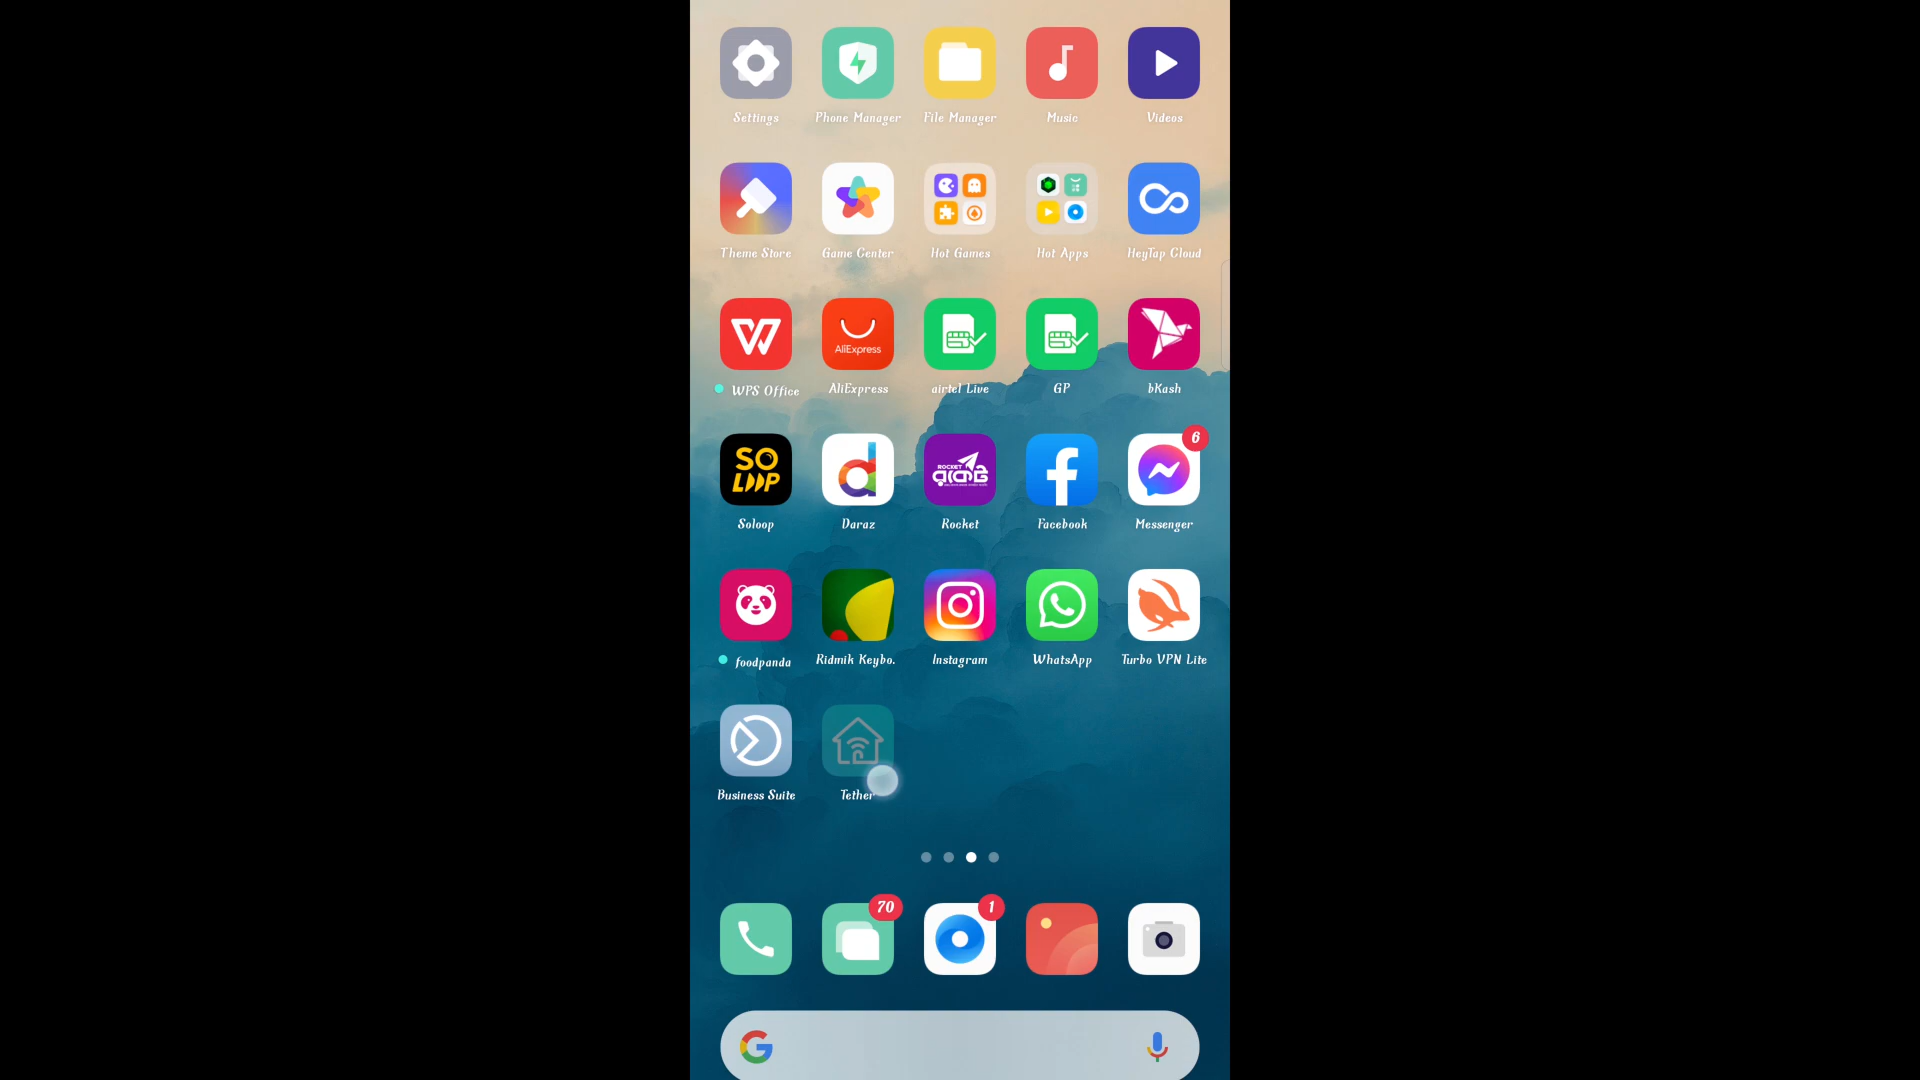 Settings Phone Manager File Manager Music Videos
Theme Store Game Center Hot Games Hot Apps HeyTap Cloud
AliExpress
WPS Office AliExpress airtel Live GP bKash
SO
LOOP
ROCKET
রকেট
Soloop Daraz Rocket Facebook Messenger
6
foodpanda Ridmik Keybo. Instagram WhatsApp Turbo VPN Lite
Business Suite Tether
70 1